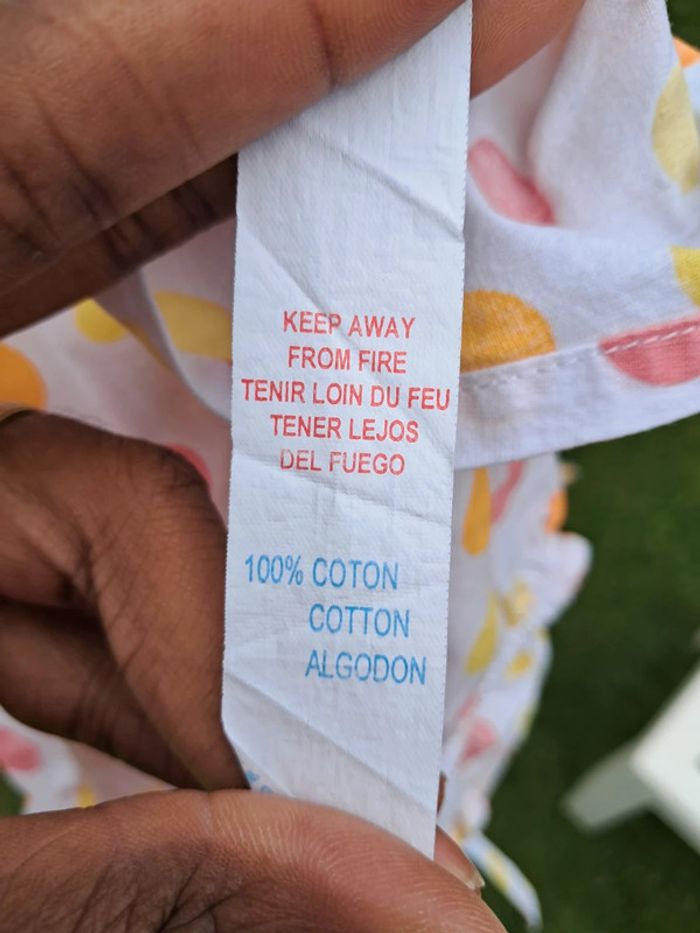 KEEP AWAY
FROM FIRE
TENIR LOIN DU FEU
TENER LEJOS
DEL FUEGO
100% COTON
COTTON
ALGODON